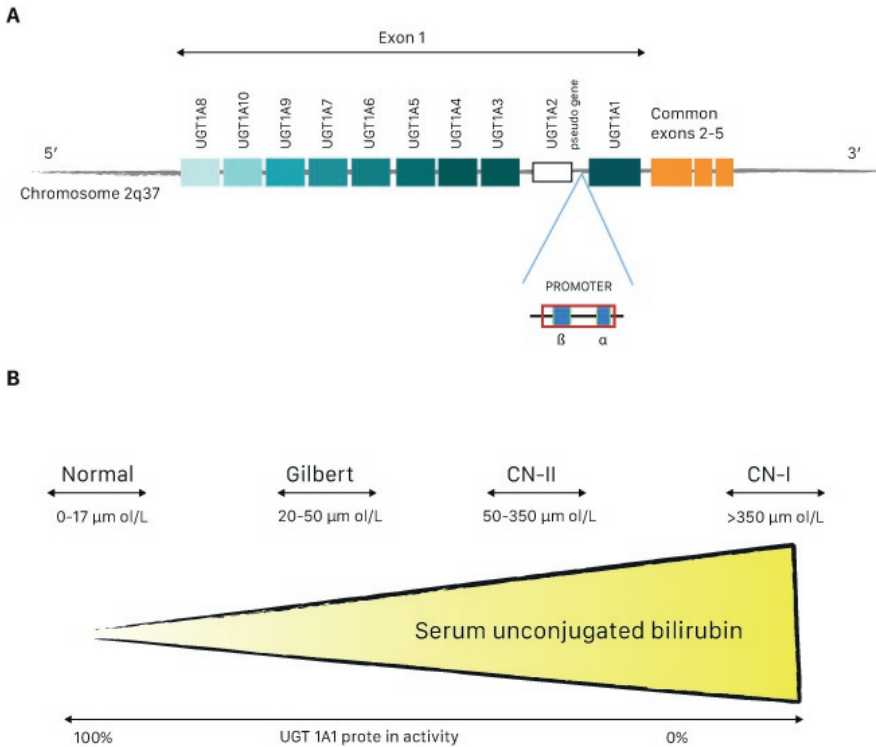 A
Exon 1
UGT1A8
UGT1A10
UGT1A9
UGT1A7
UGT1A6
UGT1A5
UGT1A4
UGT1A3
UGT1A2
pseudo gene
UGT1A1
Common
exons 2-5
5′
3′
Chromosome 2q37
PROMOTER
ß
α
B
Normal
Gilbert
CN-II
CN-I
0-17 µm ol/L
20-50 µm ol/L
50-350 µm ol/L
>350 µm ol/L
Serum unconjugated bilirubin
100%
UGT 1A1 prote in activity
0%